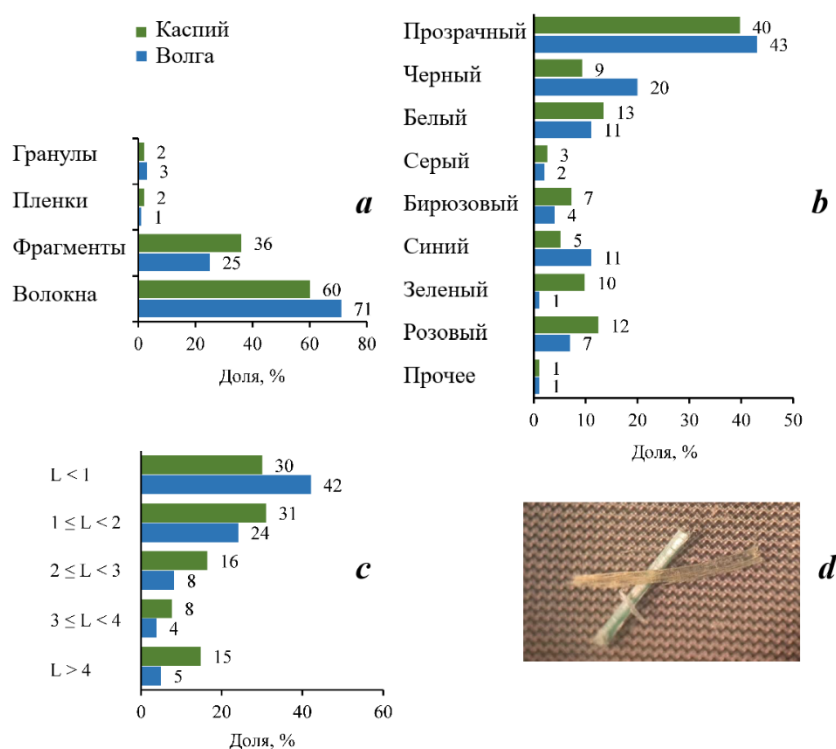 Каспий
Волга
Гранулы 2
3
Пленки 2
1
Фрагменты 36
25
Волокна 60
71
0 20 40 60 80
Доля, %
a
Прозрачный 40
43
Черный 9
20
Белый 13
11
Серый 3
2
Бирюзовый 7
4
Синий 5
11
Зеленый 10
1
Розовый 12
7
Прочее 1
1
0 10 20 30 40 50
Доля, %
b
L < 1 30
42
1 ≤ L < 2 31
24
2 ≤ L < 3 16
8
3 ≤ L < 4 8
4
L > 4 15
5
0 20 40 60
Доля, %
c
d